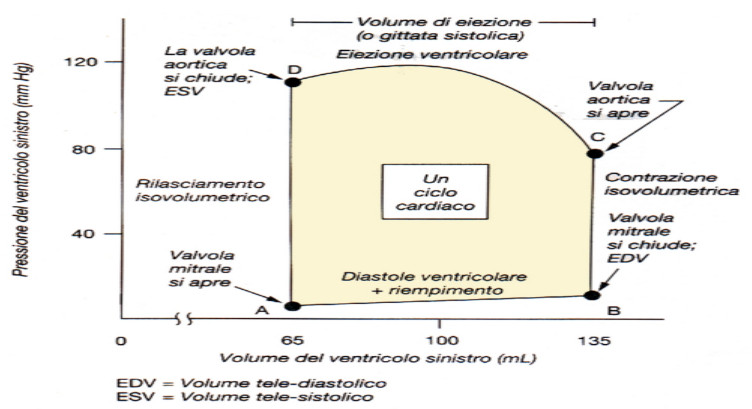 Volume di eiezione
(o gittata sistolica)
Eiezione ventricolare
La valvola
aortica
si chiude;
ESV
D
Valvola
aortica
si apre
C
120
80
40
Pressione del ventricolo sinistro (mm Hg)
Rilasciamento
isovolumetrico
Un
ciclo
cardiaco
Contrazione
isovolumetrica
Valvola
mitrale
si apre
A
Diastole ventricolare
+ riempimento
Valvola
mitrale
si chiude;
EDV
B
0
65
100
135
Volume del ventricolo sinistro (mL)
EDV = Volume tele-diastolico
ESV = Volume tele-sistolico